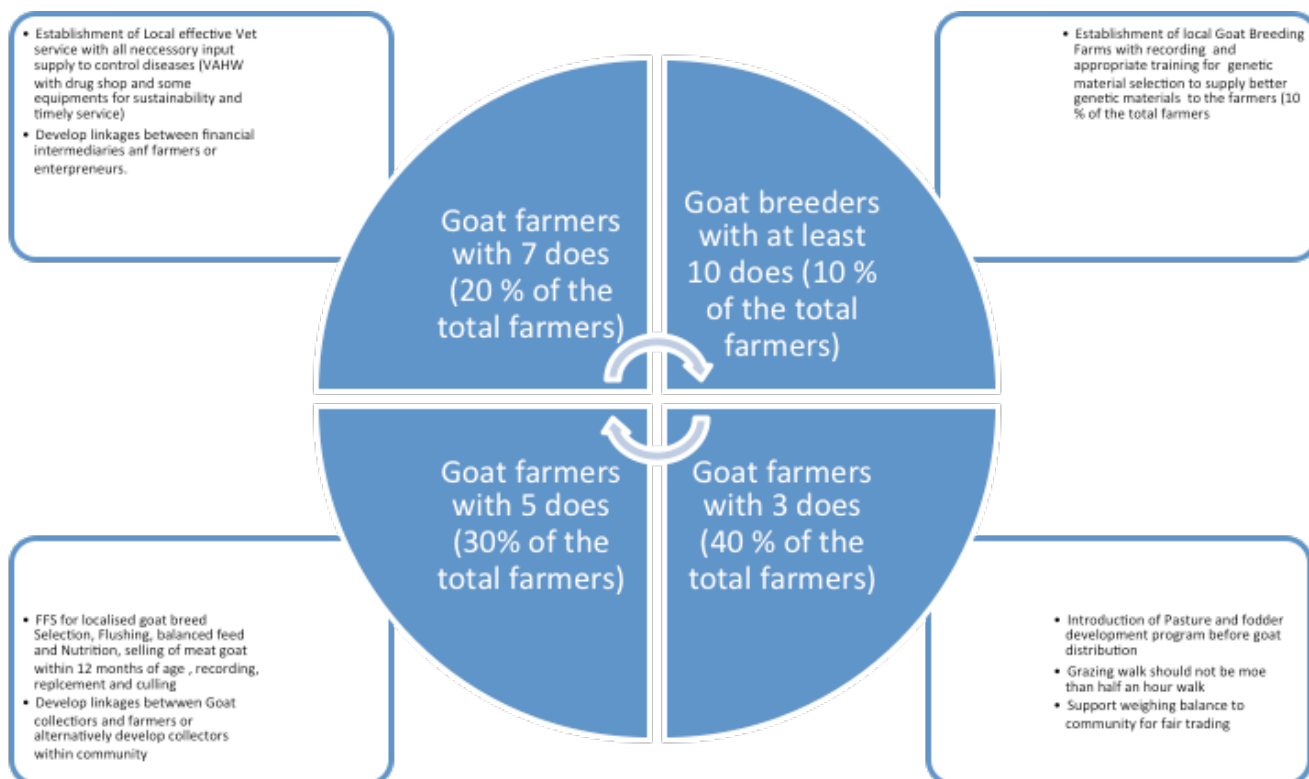 • Establishment of Local effective Vet
service with all neccessory input
supply to control diseases (VAHW
with drug shop and some
equipments for sustainability and
timely service)
• Develop linkages between financial
intermediaries anf farmers or
enterpreneurs.
• Establishment of local Goat Breeding
Farms with recording and
appropriate training for genetic
material selection to supply better
genetic materials to the farmers (10
% of the total farmers
Goat farmers
with 7 does
(20 % of the
total farmers)
Goat breeders
with at least
10 does (10 %
of the total
farmers)
Goat farmers
with 5 does
(30% of the
total farmers)
Goat farmers
with 3 does
(40 % of the
total farmers)
• FFS for localised goat breed
Selection, Flushing, balanced feed
and Nutrition, selling of meat goat
within 12 months of age , recording,
replcement and culling
• Develop linkages betwwen Goat
collectiors and farmers or
alternatively develop collectors
within community
• Introduction of Pasture and fodder
development program before goat
distribution
• Grazing walk should not be moe
than half an hour walk
• Support weighing balance to
community for fair trading